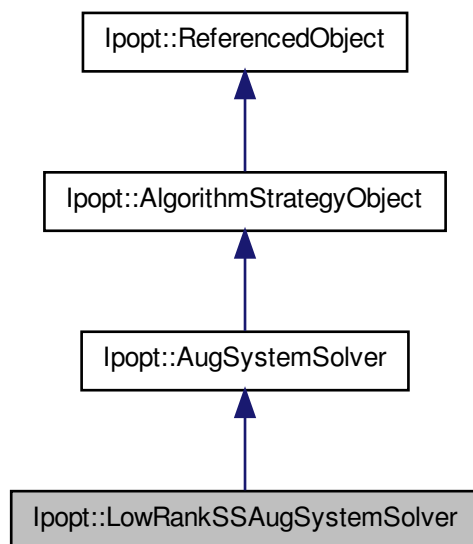 Ipopt::ReferencedObject
Ipopt::AlgorithmStrategyObject
Ipopt::AugSystemSolver
Ipopt::LowRankSSAugSystemSolver